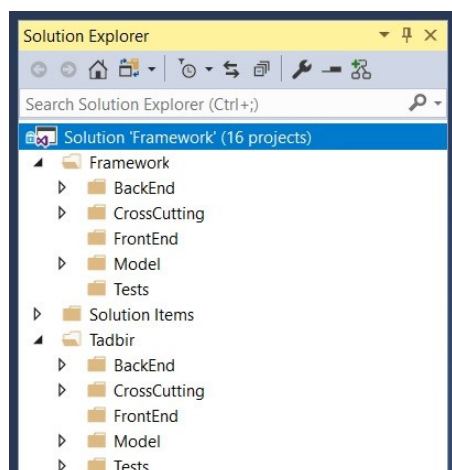 Solution Explorer
Search Solution Explorer (Ctrl+;)
Solution 'Framework' (16 projects)
Framework
BackEnd
CrossCutting
FrontEnd
Model
Tests
Solution Items
Tadbir
BackEnd
CrossCutting
FrontEnd
Model
Tests